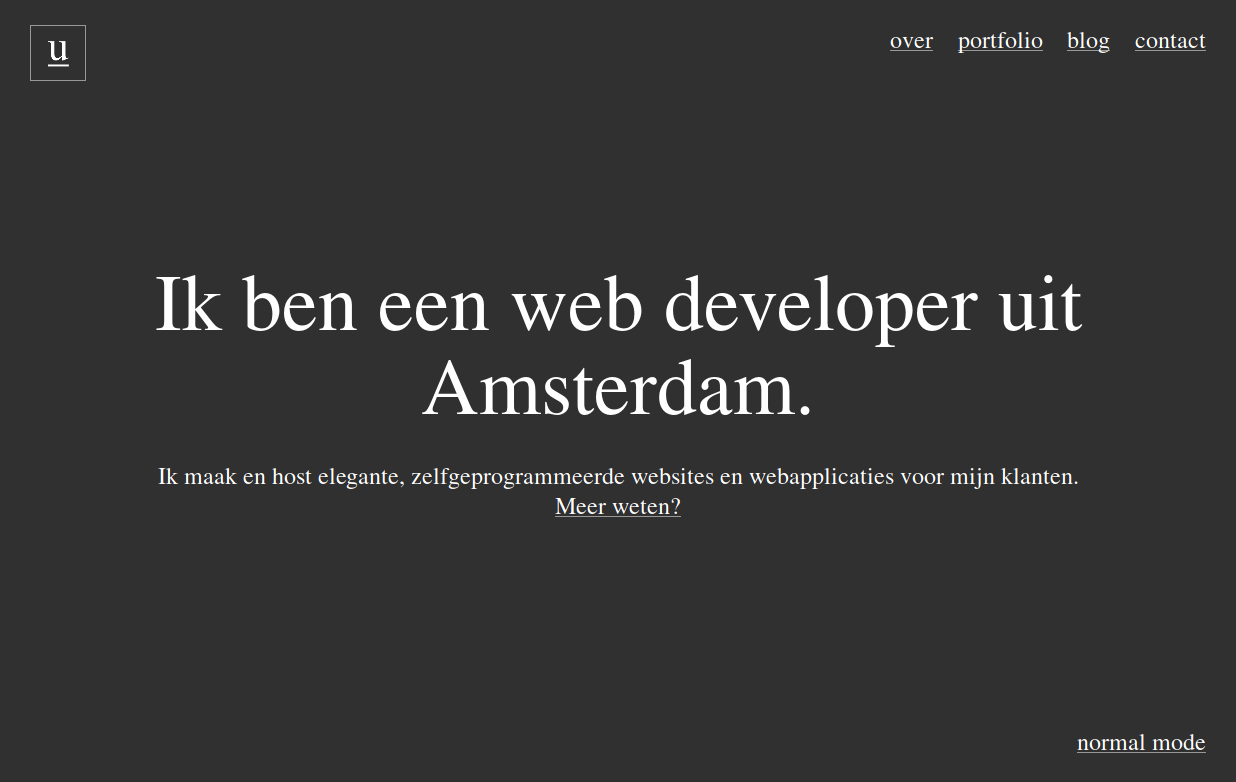 u
over portfolio blog contact
Ik ben een web developer uit
Amsterdam.
Ik maak en host elegante, zelfgeprogrammeerde websites en webapplicaties voor mijn klanten.
Meer weten?
normal mode